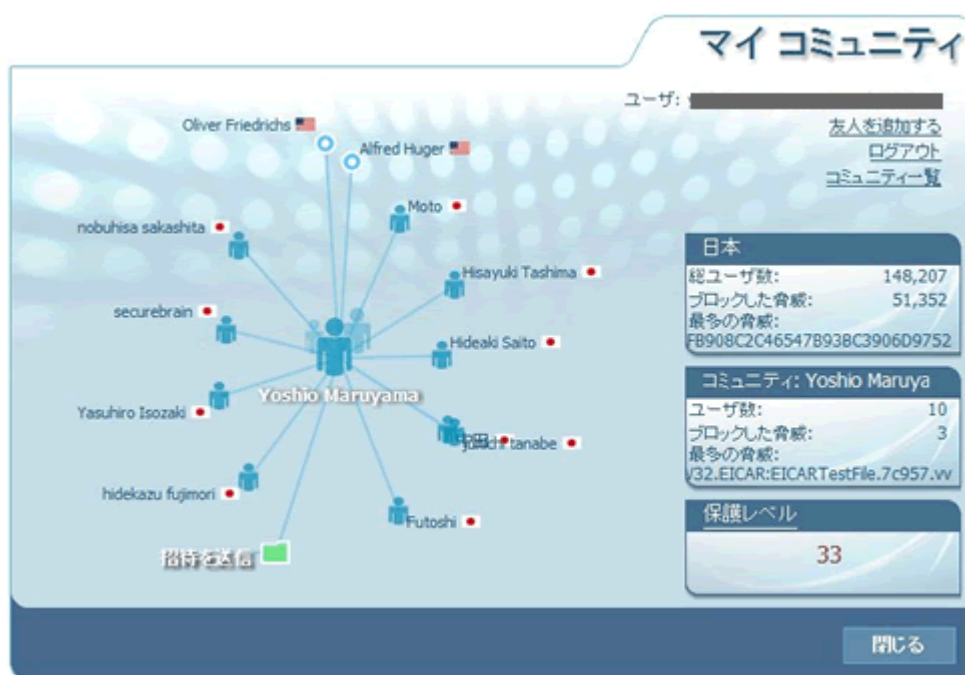 マイ コミュニティ
ユーザ:
友人を追加する
ログアウト
コミュニティ一覧
Oliver Friedrichs
Alfred Huger
Moto
nobuhisa sakashita
Hisayuki Tashima
securebrain
Hideaki Saito
Yoshio Maruyama
Yasuhiro Isozaki
tanabe
hidekazu fujimori
Futoshi
招待を送信
日本
総ユーザ数: 148,207
ブロックした脅威: 51,352
最多の脅威:
FB908C2C46547B938C3906D9752
コミュニティ: Yoshio Maruya
ユーザ数: 10
ブロックした脅威: 3
最多の脅威:
V32.EICAR:EICARTestFile.7c957.vv
保護レベル
33
閉じる